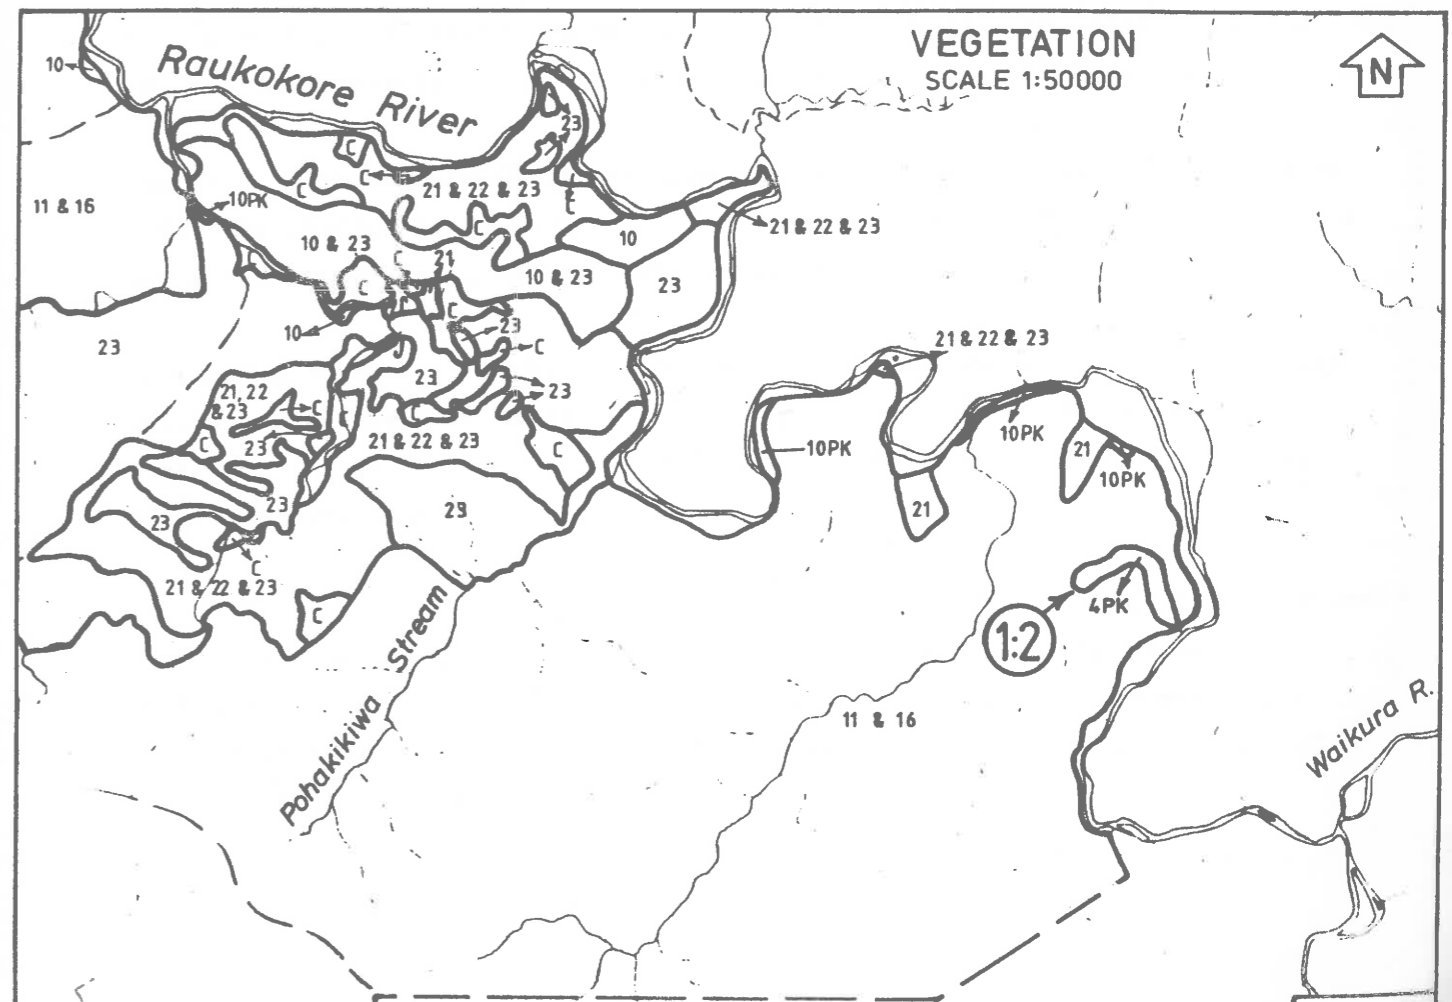 VEGETATION
SCALE 1:50000
N
10
Raukokore River
23
C
C
21 & 22 & 23
C
C
11 & 16
10PK
C
21 & 22 & 23
10 & 23
10
C
21
10 & 23
23
C
C
C
10
23
C
23
21 & 22 & 23
23
23
21, 22
& 23
C
C
23
C
21 & 22 & 23
C
10PK
10PK
21
10PK
23
23
23
21
C
21 & 22 & 23
C
4PK
1:2
Pohakikiwa Stream
11 & 16
Waikura R.